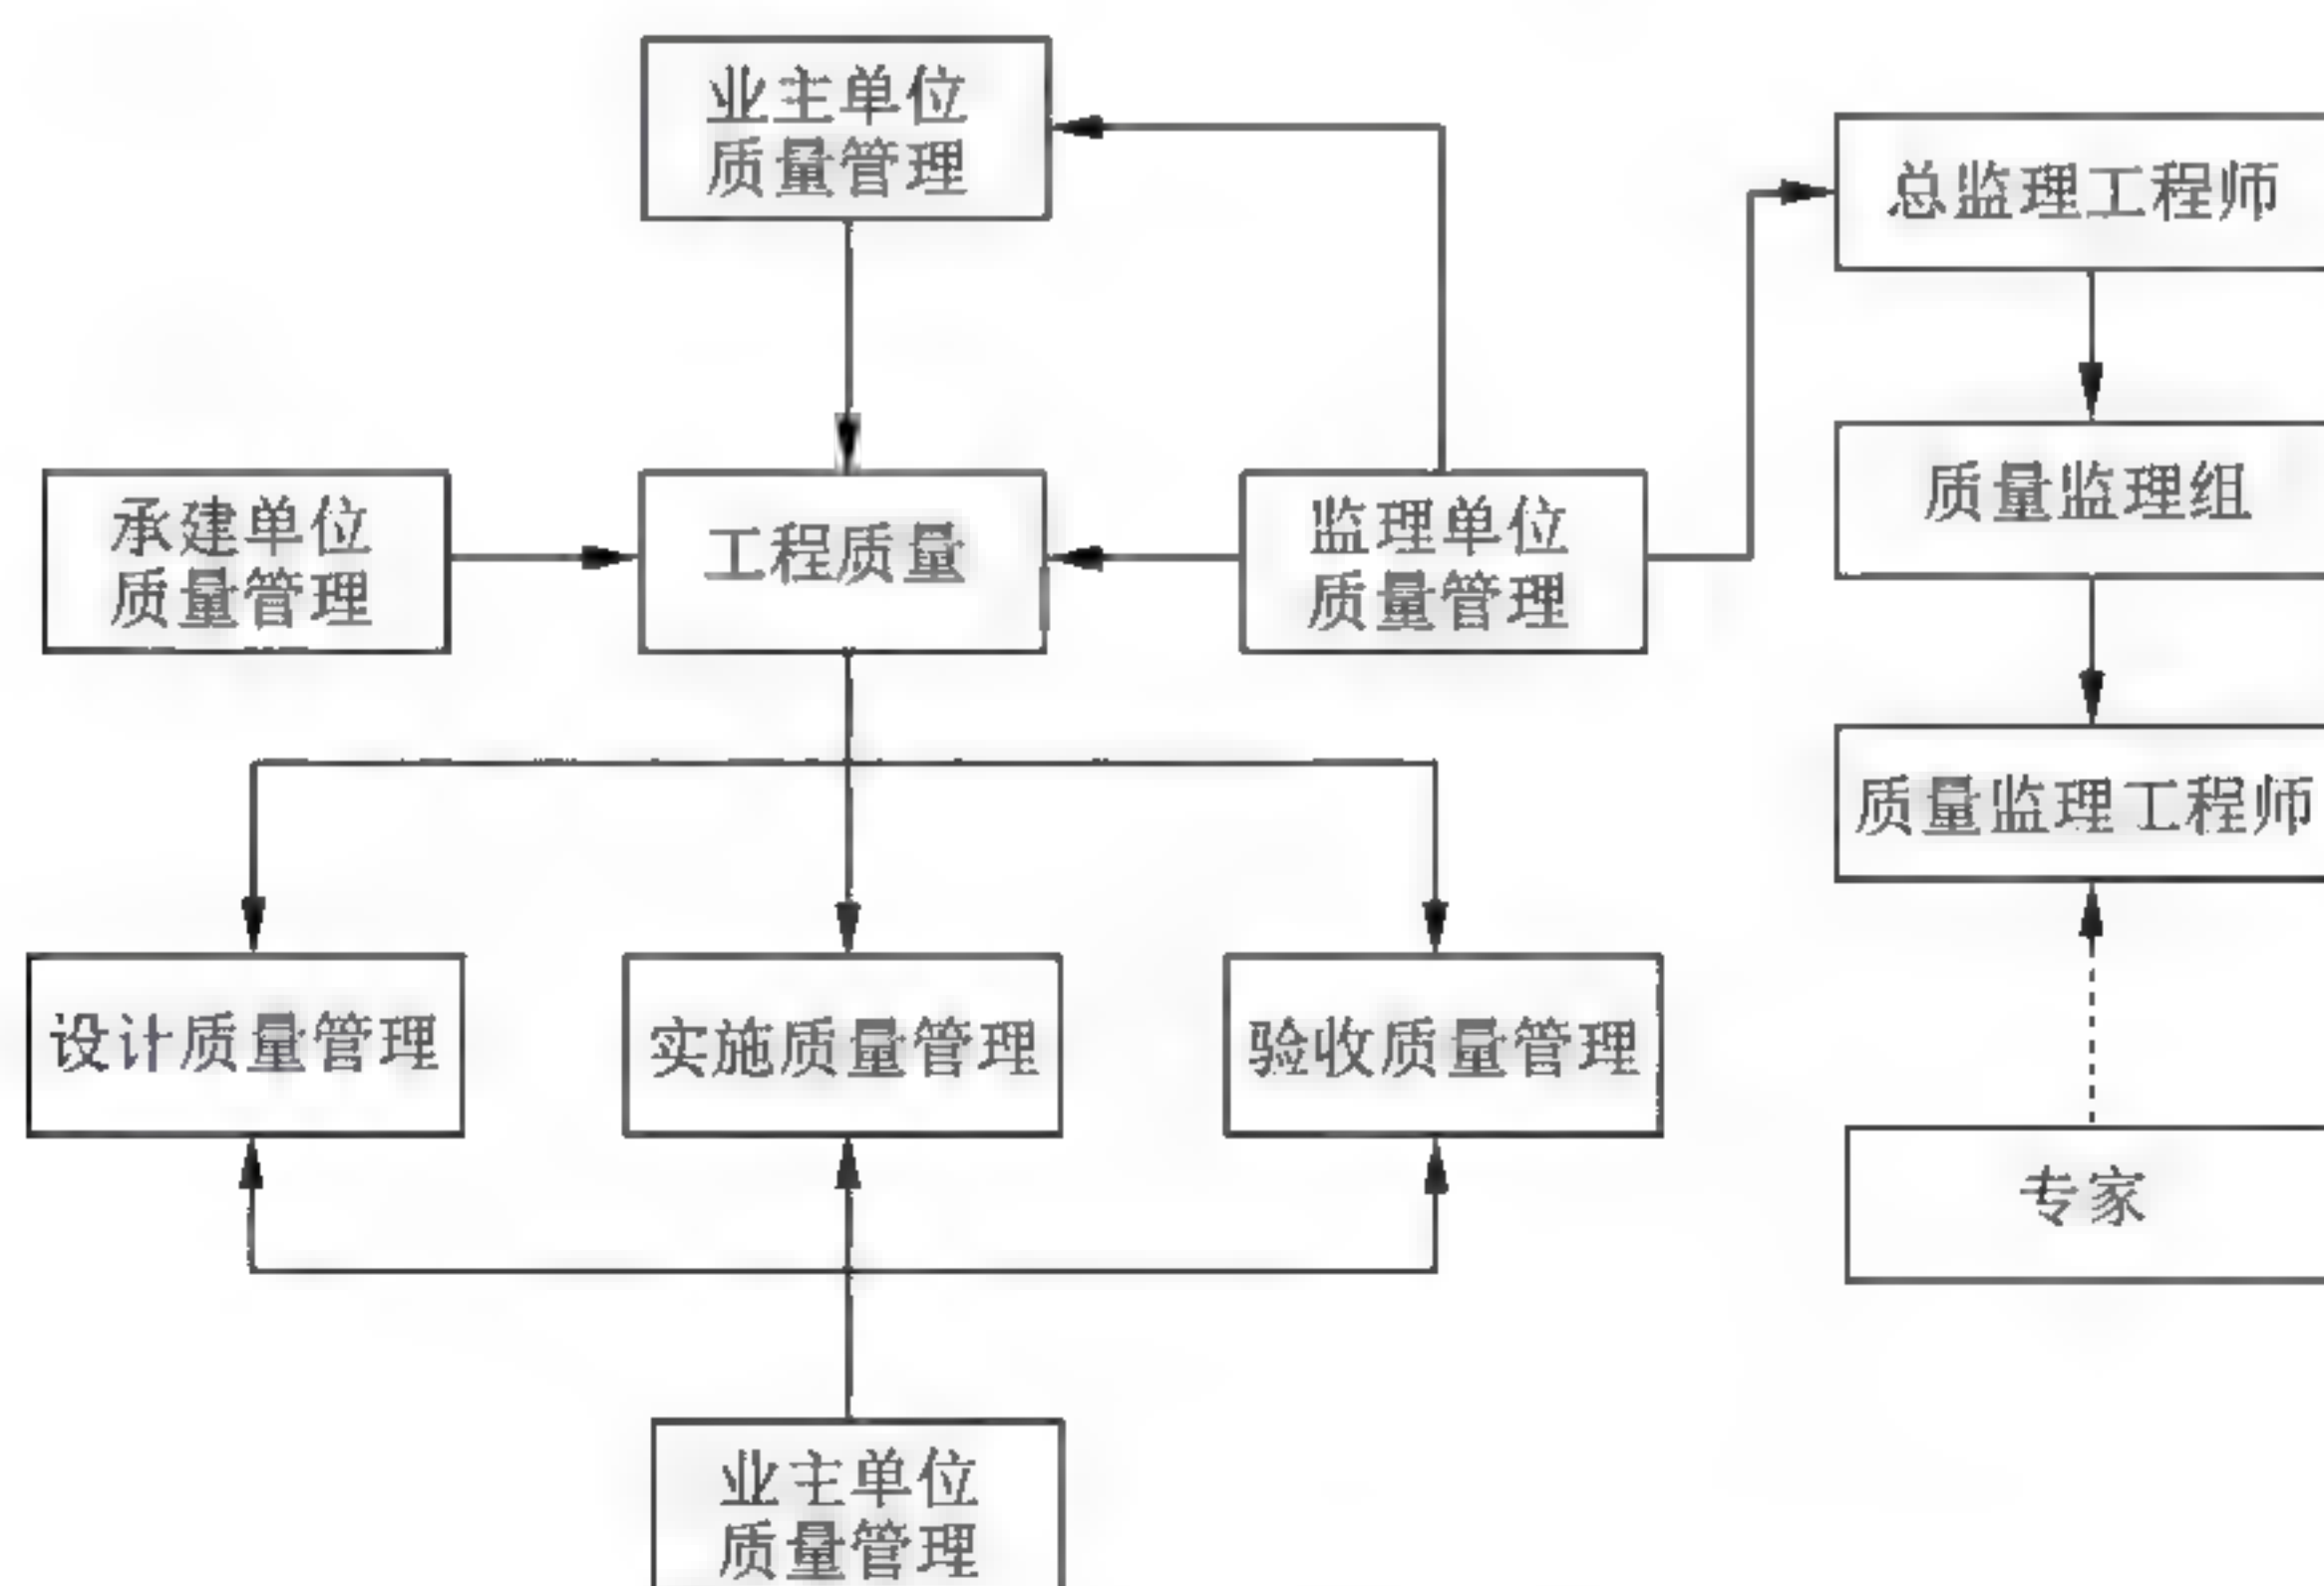 业主单位
质量管理
总监理工程师
承建单位
质量管理
工程质量
监理单位
质量管理
质量监理组
质量监理工程师
设计质量管理
实施质量管理
验收质量管理
专家
业主单位
质量管理